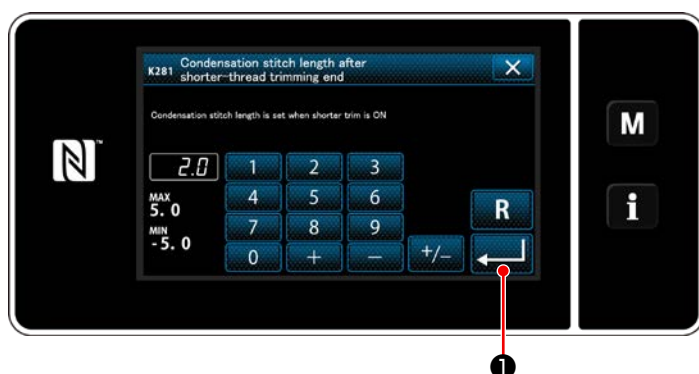 K281 Condensation stitch length after
shorter-thread trimming end
Condensation stitch length is set when shorter trim is ON
2.0
1 2 3
MAX
5.0
4 5 6
R
MIN
-5.0
7 8 9
0 + − +/−
M
i
N
1